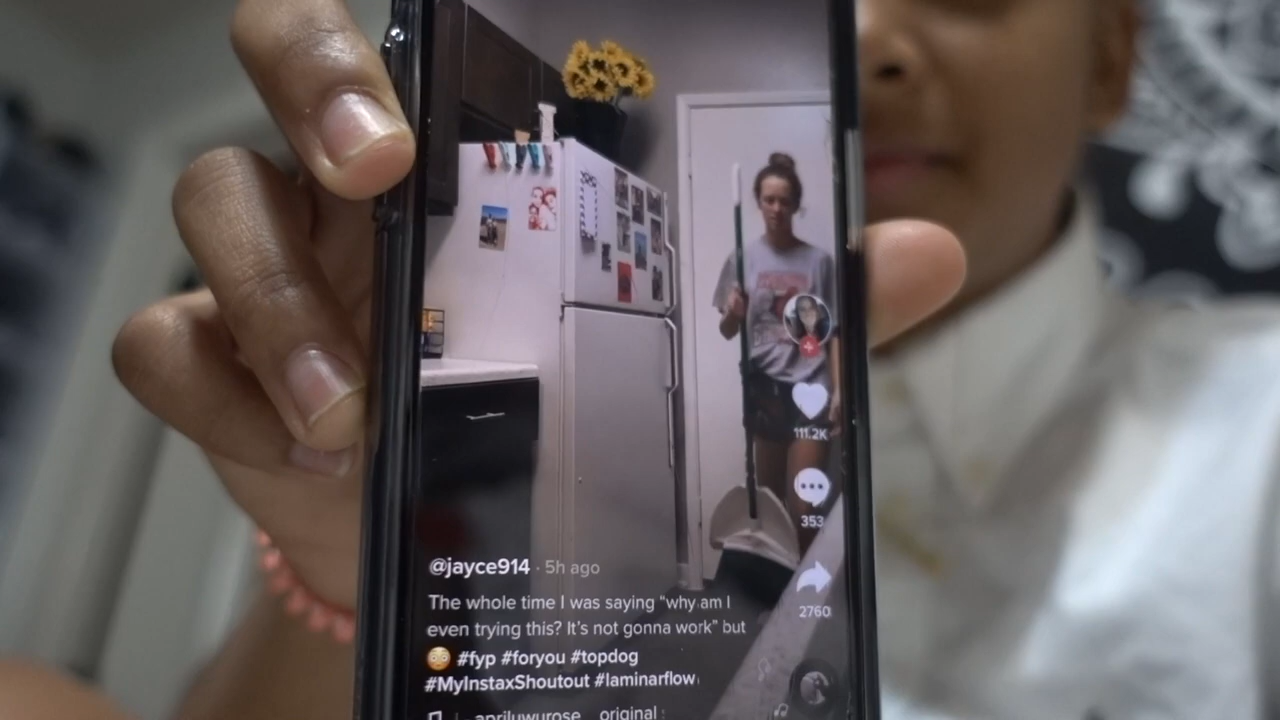 111.2K
353
2760
@jayce914 · 5h ago
The whole time I was saying “why am I
even trying this? It’s not gonna work” but
😳 #fyp #foryou #topdog
#MyInstaxShoutout #laminarflow
apriluwurose original